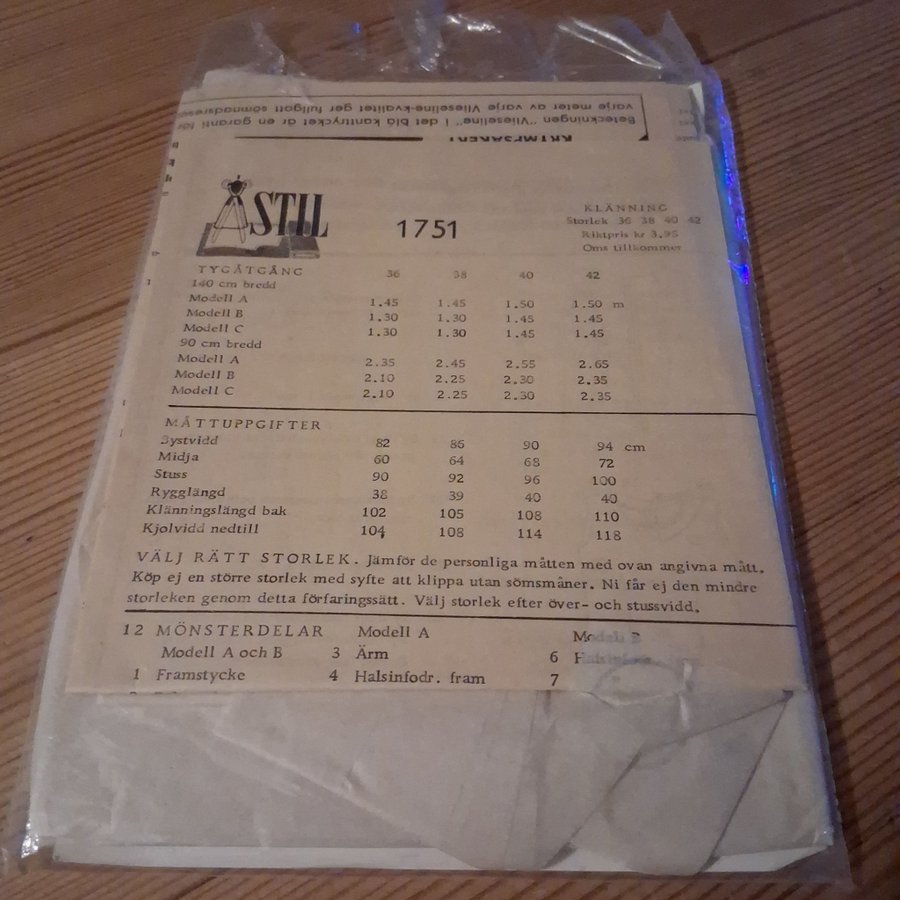 varje meter av varje Vlieseline-kvalitet ger fullgott sömnadsres
Beteckningen "Vlieseline" i det blå kanttrycket är en garanti för
KRYMPSÄKERT
ÅSTIL
1751
KLÄNNING
Storlek 36 38 40 42
Riktpris kr 3.95
Oms tillkommer
TYGÅTGÅNG 36 38 40 42
140 cm bredd
Modell A 1.45 1.45 1.50 1.50 m
Modell B 1.30 1.30 1.45 1.45
Modell C 1.30 1.30 1.45 1.45
90 cm bredd
Modell A 2.35 2.45 2.55 2.65
Modell B 2.10 2.25 2.30 2.35
Modell C 2.10 2.25 2.30 2.35
MÅTTUPPGIFTER
Bystvidd 82 86 90 94 cm
Midja 60 64 68 72
Stuss 90 92 96 100
Rygglängd 38 39 40 40
Klänningslängd bak 102 105 108 110
Kjolvidd nedtill 104 108 114 118
VÄLJ RÄTT STORLEK. Jämför de personliga måtten med ovan angivna mått.
Köp ej en större storlek med syfte att klippa utan sömsmåner. Ni får ej den mindre
storleken genom detta förfaringssätt. Välj storlek efter över- och stussvidd.
12 MÖNSTERDELAR Modell A Modell B
Modell A och B 3 Ärm 6
1 Framstycke 4 Halsinfodr. fram 7